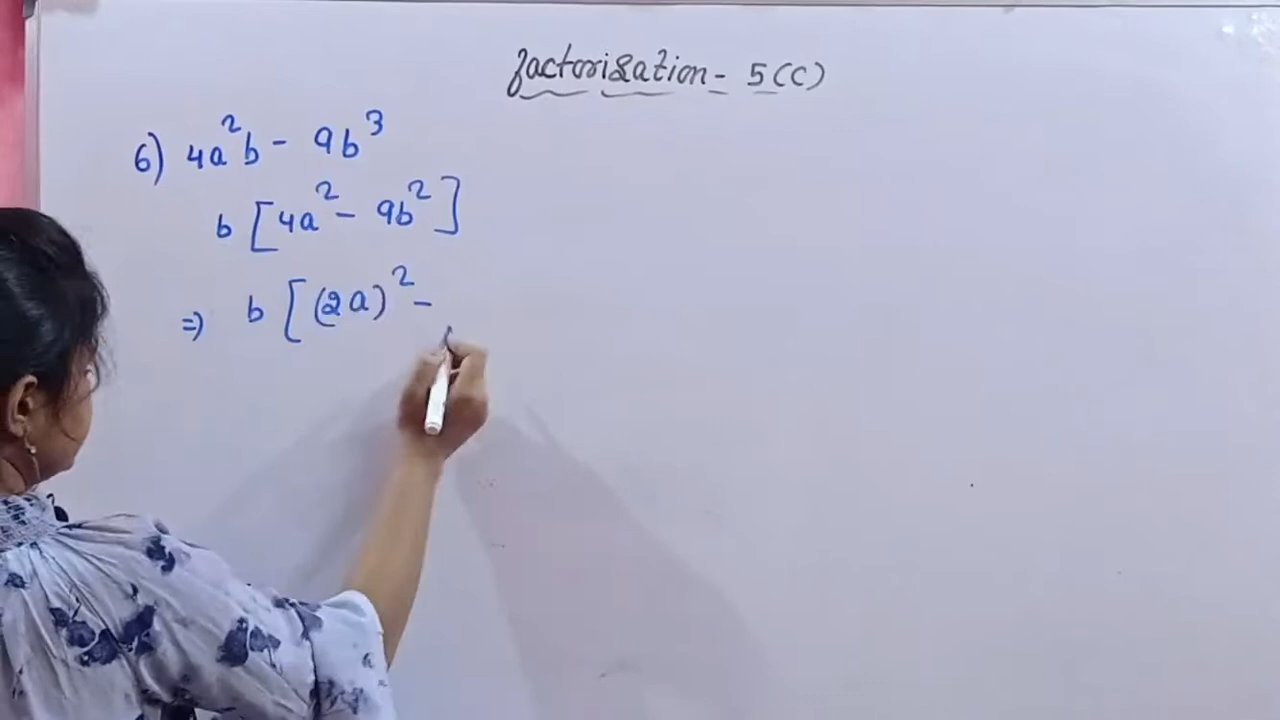 factorisation - 5(C)
6) 4a²b - 9b³
b [4a² - 9b²]
⇒ b [(2a)² -